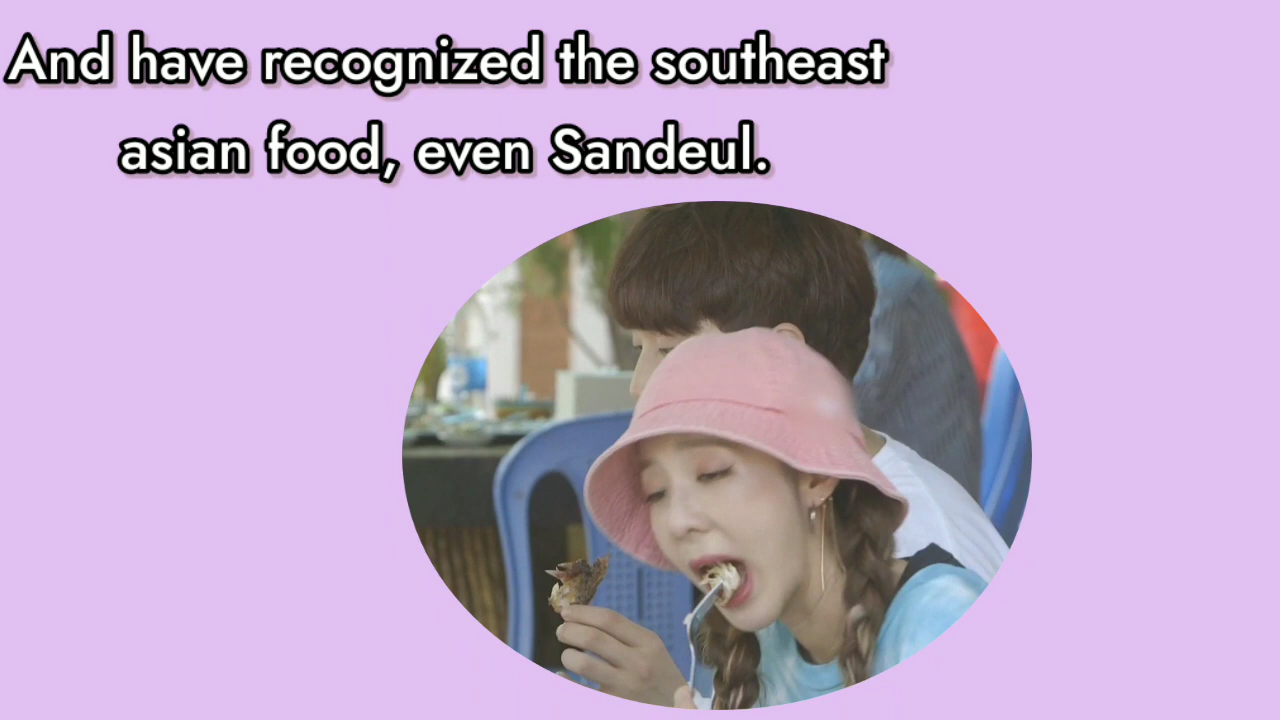 And have recognized the southeast
asian food, even Sandeul.